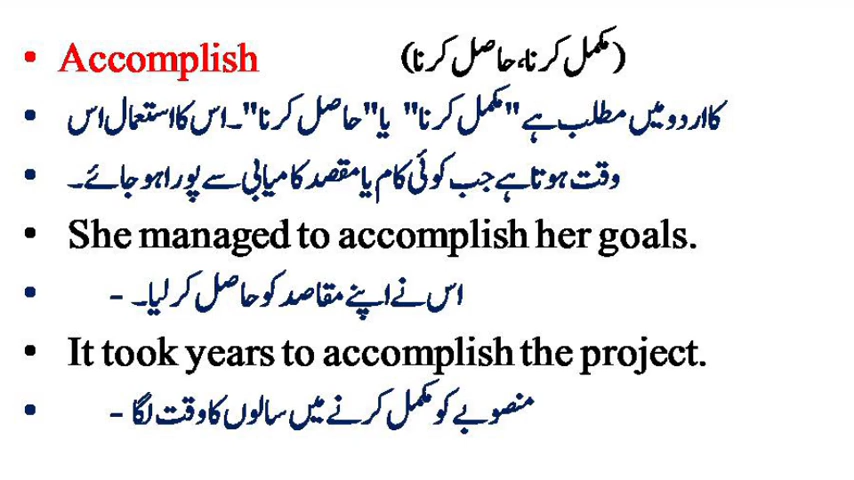 Accomplish (مکمل کرنا، حاصل کرنا)
کا اردو میں مطلب ہے "مکمل کرنا" یا "حاصل کرنا"۔ اس کا استعمال اس
وقت ہوتا ہے جب کوئی کام یا مقصد کامیابی سے پورا ہو جائے۔
She managed to accomplish her goals.
اس نے اپنے مقاصد کو حاصل کر لیا۔ -
It took years to accomplish the project.
منصوبے کو مکمل کرنے میں سالوں کا وقت لگا -